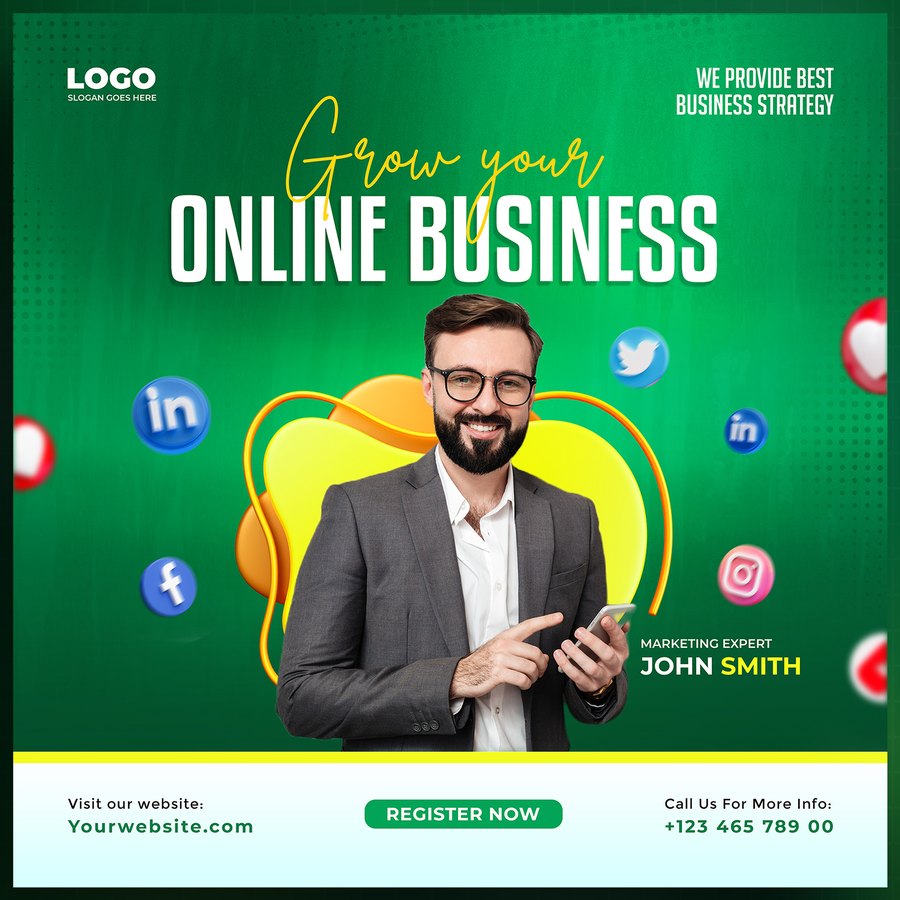 LOGO
SLOGAN GOES HERE
WE PROVIDE BEST
BUSINESS STRATEGY
Grow your
ONLINE BUSINESS
in
in
f
MARKETING EXPERT
JOHN SMITH
Visit our website:
Yourwebsite.com
REGISTER NOW
Call Us For More Info:
+123 465 789 00